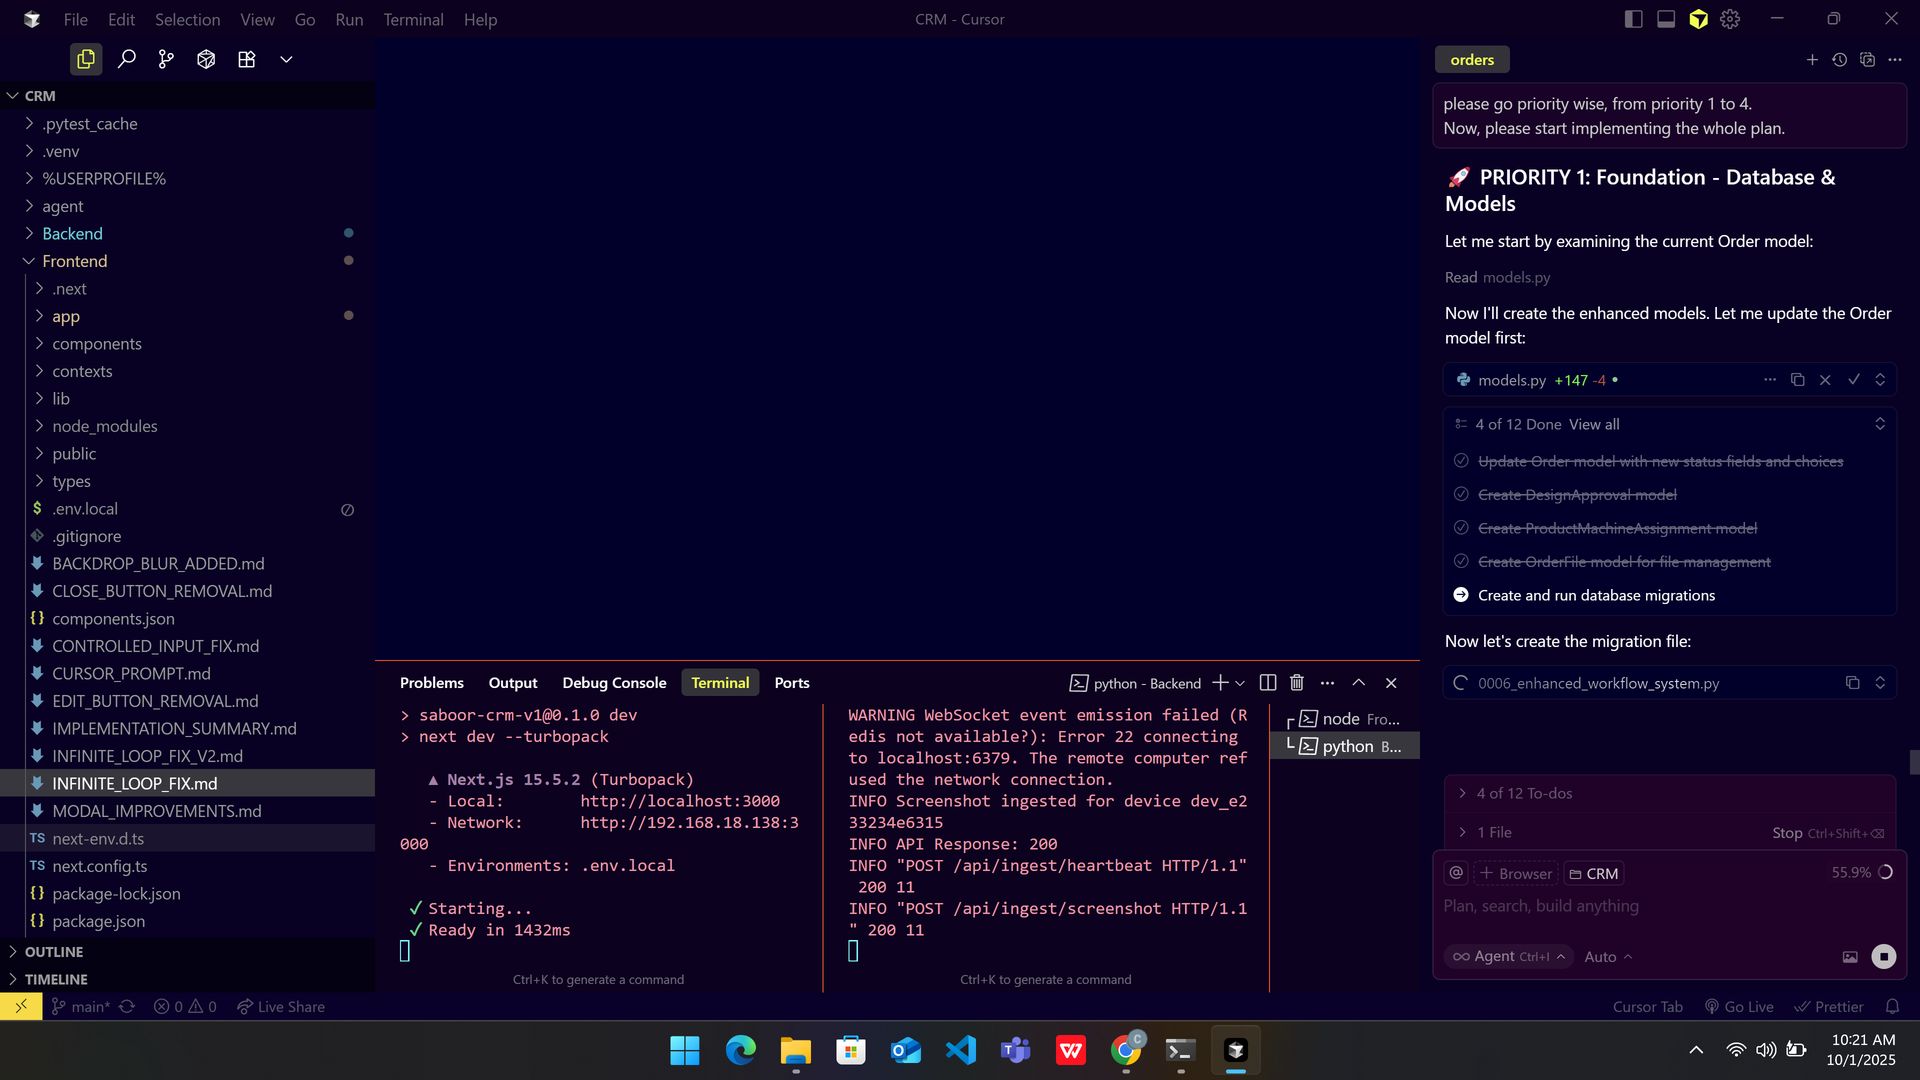 File Edit Selection View Go Run Terminal Help
CRM - Cursor
CRM
.pytest_cache
.venv
%USERPROFILE%
agent
Backend
Frontend
.next
app
components
contexts
lib
node_modules
public
types
$ .env.local
.gitignore
BACKDROP_BLUR_ADDED.md
CLOSE_BUTTON_REMOVAL.md
{} components.json
CONTROLLED_INPUT_FIX.md
CURSOR_PROMPT.md
EDIT_BUTTON_REMOVAL.md
IMPLEMENTATION_SUMMARY.md
INFINITE_LOOP_FIX_V2.md
INFINITE_LOOP_FIX.md
MODAL_IMPROVEMENTS.md
TS next-env.d.ts
TS next.config.ts
{} package-lock.json
{} package.json
OUTLINE
TIMELINE
Problems Output Debug Console Terminal Ports
python - Backend
> saboor-crm-v1@0.1.0 dev
> next dev --turbopack
▲ Next.js 15.5.2 (Turbopack)
- Local: http://localhost:3000
- Network: http://192.168.18.138:3
000
- Environments: .env.local
✓ Starting...
✓ Ready in 1432ms
Ctrl+K to generate a command
WARNING WebSocket event emission failed (R
edis not available?): Error 22 connecting
to localhost:6379. The remote computer ref
used the network connection.
INFO Screenshot ingested for device dev_e2
33234e6315
INFO API Response: 200
INFO "POST /api/ingest/heartbeat HTTP/1.1"
200 11
INFO "POST /api/ingest/screenshot HTTP/1.1
" 200 11
Ctrl+K to generate a command
node Fro...
python B...
orders
please go priority wise, from priority 1 to 4.
Now, please start implementing the whole plan.
🚀 PRIORITY 1: Foundation - Database &
Models
Let me start by examining the current Order model:
Read models.py
Now I'll create the enhanced models. Let me update the Order
model first:
models.py +147 -4
4 of 12 Done View all
Update Order model with new status fields and choices
Create DesignApproval model
Create ProductMachineAssignment model
Create OrderFile model for file management
Create and run database migrations
Now let's create the migration file:
0006_enhanced_workflow_system.py
4 of 12 To-dos
1 File Stop Ctrl+Shift+⌫
@ + Browser CRM 55.9%
Plan, search, build anything
∞ Agent Ctrl+I Auto
main* 0 0 Live Share
Cursor Tab Go Live Prettier
C
10:21 AM
10/1/2025